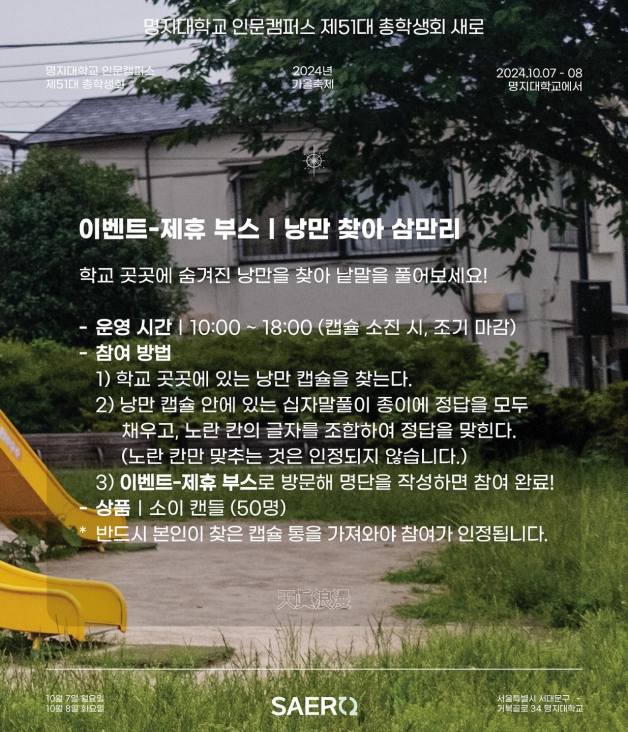 명지대학교 인문캠퍼스 제51대 총학생회 새로
명지대학교 인문캠퍼스
제51대 총학생회
2024년
가을축제
2024.10.07 - 08
명지대학교에서
이벤트-제휴 부스 | 낭만 찾아 삼만리
학교 곳곳에 숨겨진 낭만을 찾아 낱말을 풀어보세요!
- 운영 시간 | 10:00 ~ 18:00 (캡슐 소진 시, 조기 마감)
- 참여 방법
1) 학교 곳곳에 있는 낭만 캡슐을 찾는다.
2) 낭만 캡슐 안에 있는 십자말풀이 종이에 정답을 모두
채우고, 노란 칸의 글자를 조합하여 정답을 맞힌다.
(노란 칸만 맞추는 것은 인정되지 않습니다.)
3) 이벤트-제휴 부스로 방문해 명단을 작성하면 참여 완료!
- 상품 | 소이 캔들 (50명)
* 반드시 본인이 찾은 캡슐 통을 가져와야 참여가 인정됩니다.
天眞浪漫
10월 7일 월요일
10월 8일 화요일
SAERO
서울특별시 서대문구 -
거북골로 34 명지대학교